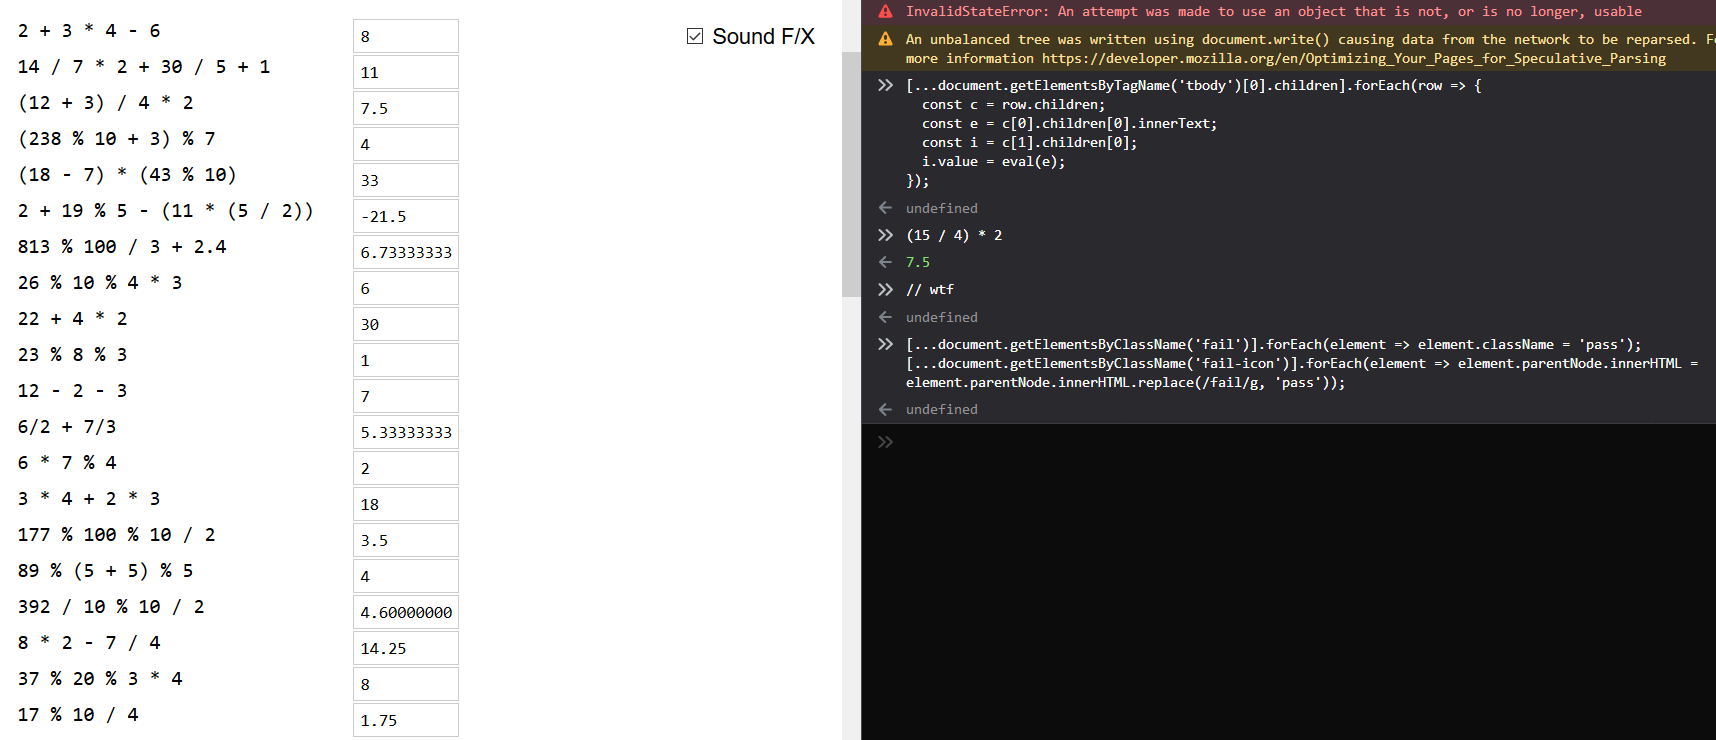 2 + 3 * 4 - 6 8
14 / 7 * 2 + 30 / 5 + 1 11
(12 + 3) / 4 * 2 7.5
(238 % 10 + 3) % 7 4
(18 - 7) * (43 % 10) 33
2 + 19 % 5 - (11 * (5 / 2)) -21.5
813 % 100 / 3 + 2.4 6.73333333
26 % 10 % 4 * 3 6
22 + 4 * 2 30
23 % 8 % 3 1
12 - 2 - 3 7
6/2 + 7/3 5.33333333
6 * 7 % 4 2
3 * 4 + 2 * 3 18
177 % 100 % 10 / 2 3.5
89 % (5 + 5) % 5 4
392 / 10 % 10 / 2 4.60000000
8 * 2 - 7 / 4 14.25
37 % 20 % 3 * 4 8
17 % 10 / 4 1.75
Sound F/X
InvalidStateError: An attempt was made to use an object that is not, or is no longer, usable
An unbalanced tree was written using document.write() causing data from the network to be reparsed.
more information https://developer.mozilla.org/en/Optimizing_Your_Pages_for_Speculative_Parsing
[...document.getElementsByTagName('tbody')[0].children].forEach(row => {
const c = row.children;
const e = c[0].children[0].innerText;
const i = c[1].children[0];
i.value = eval(e);
});
undefined
(15 / 4) * 2
7.5
// wtf
undefined
[...document.getElementsByClassName('fail')].forEach(element => element.className = 'pass');
[...document.getElementsByClassName('fail-icon')].forEach(element => element.parentNode.innerHTML =
element.parentNode.innerHTML.replace(/fail/g, 'pass'));
undefined